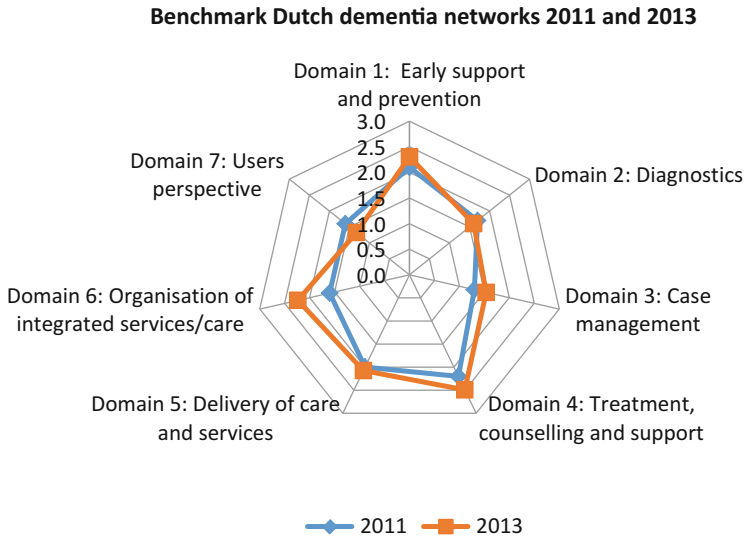 Benchmark Dutch dementia networks 2011 and 2013
Domain 1:  Early support
and prevention
3.0
2.5
2.0
1.5
1.0
0.5
0.0
Domain 2: Diagnostics
Domain 3: Case
management
Domain 4: Treatment,
counselling and support
Domain 5: Delivery of care
and services
Domain 6: Organisation of
integrated services/care
Domain 7: Users
perspective
2011
2013